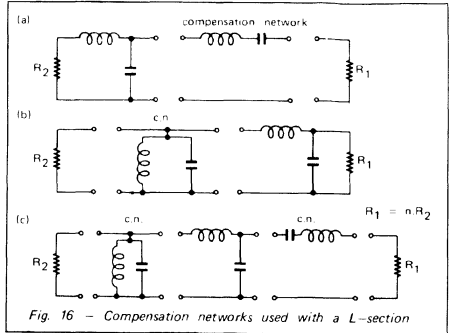 (a)
compensation network
R2
R1
(b)
c.n.
R2
R1
R1 = n.R2
(c)
c.n.
c.n.
R2
R1
Fig. 16 – Compensation networks used with a L-section